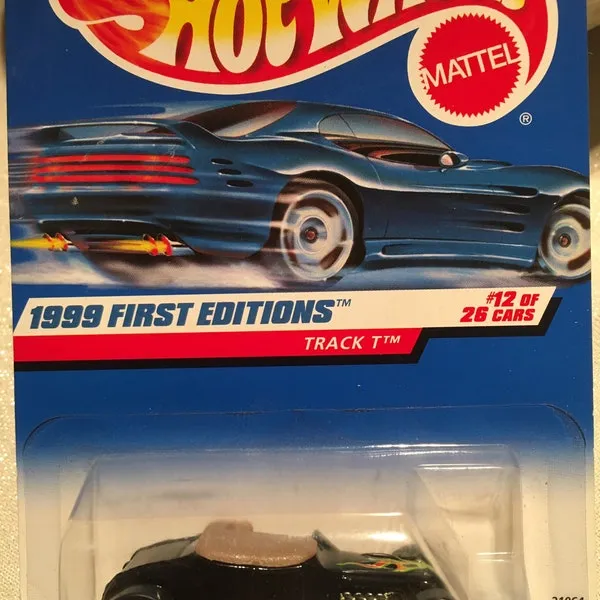 HOT WHEELS
MATTEL
®
1999 FIRST EDITIONS™
#12 OF
26 CARS
TRACK T™